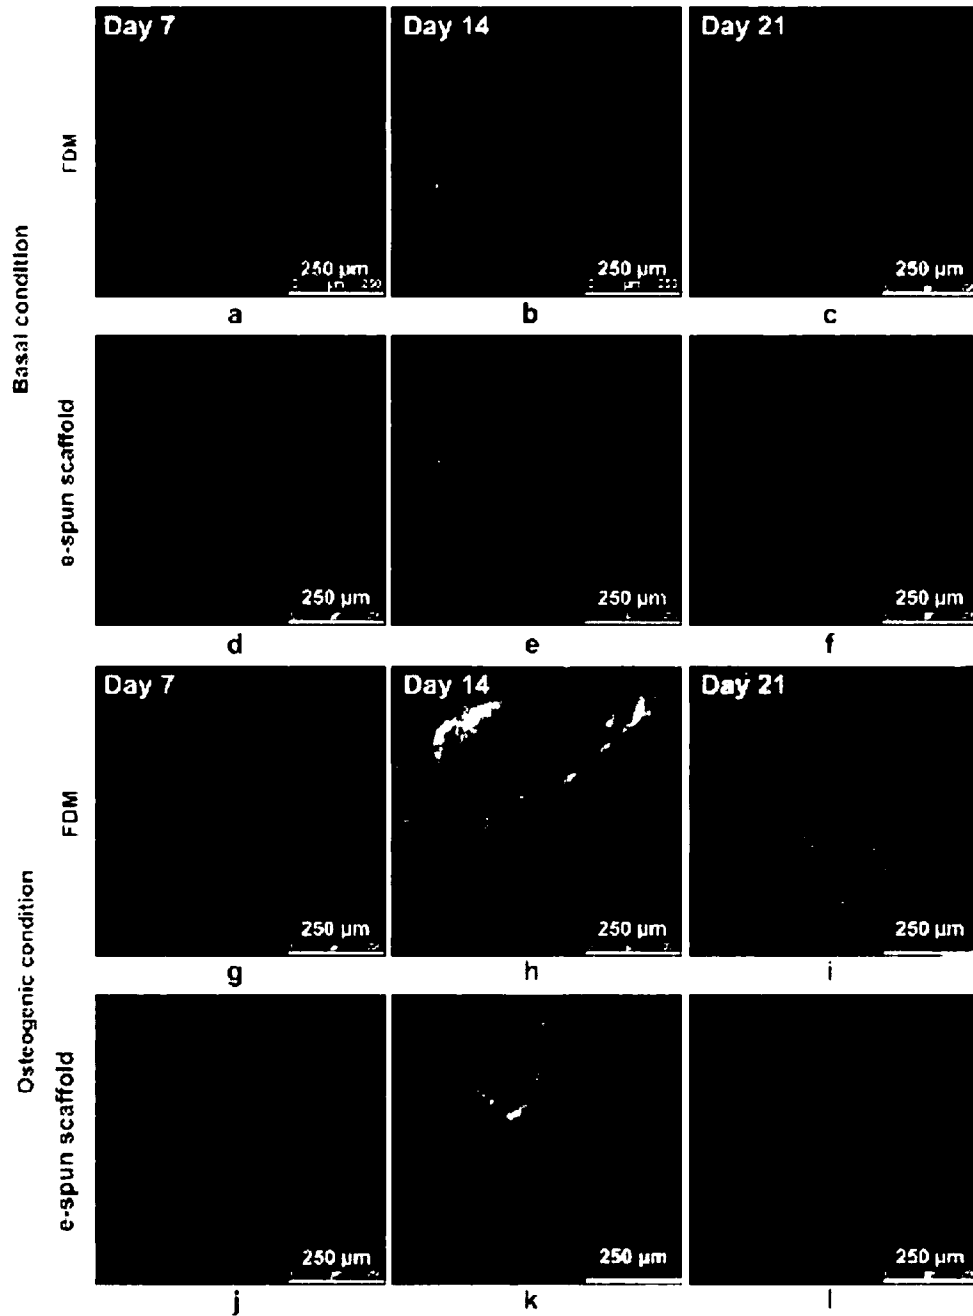 Day 7 Day 14 Day 21
FDM
250 µm 250 µm 250 µm
a b c
Basal condition
e-spun scaffold
250 µm 250 µm 250 µm
d e f
Day 7 Day 14 Day 21
FDM
250 µm 250 µm 250 µm
g h i
Osteogenic condition
e-spun scaffold
250 µm 250 µm 250 µm
j k l